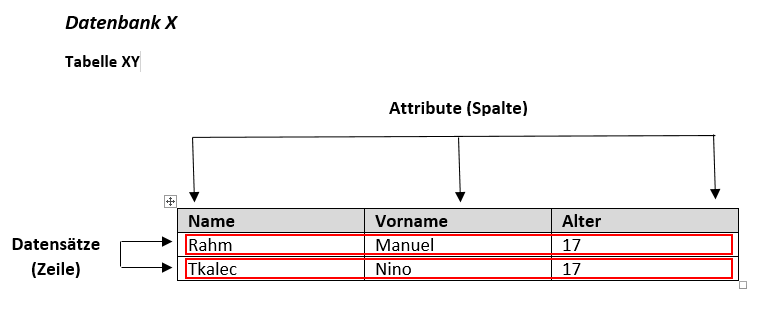 Datenbank X
Tabelle XY
Attribute (Spalte)
Name Vorname Alter
Datensätze
(Zeile)
Rahm Manuel 17
Tkalec Nino 17